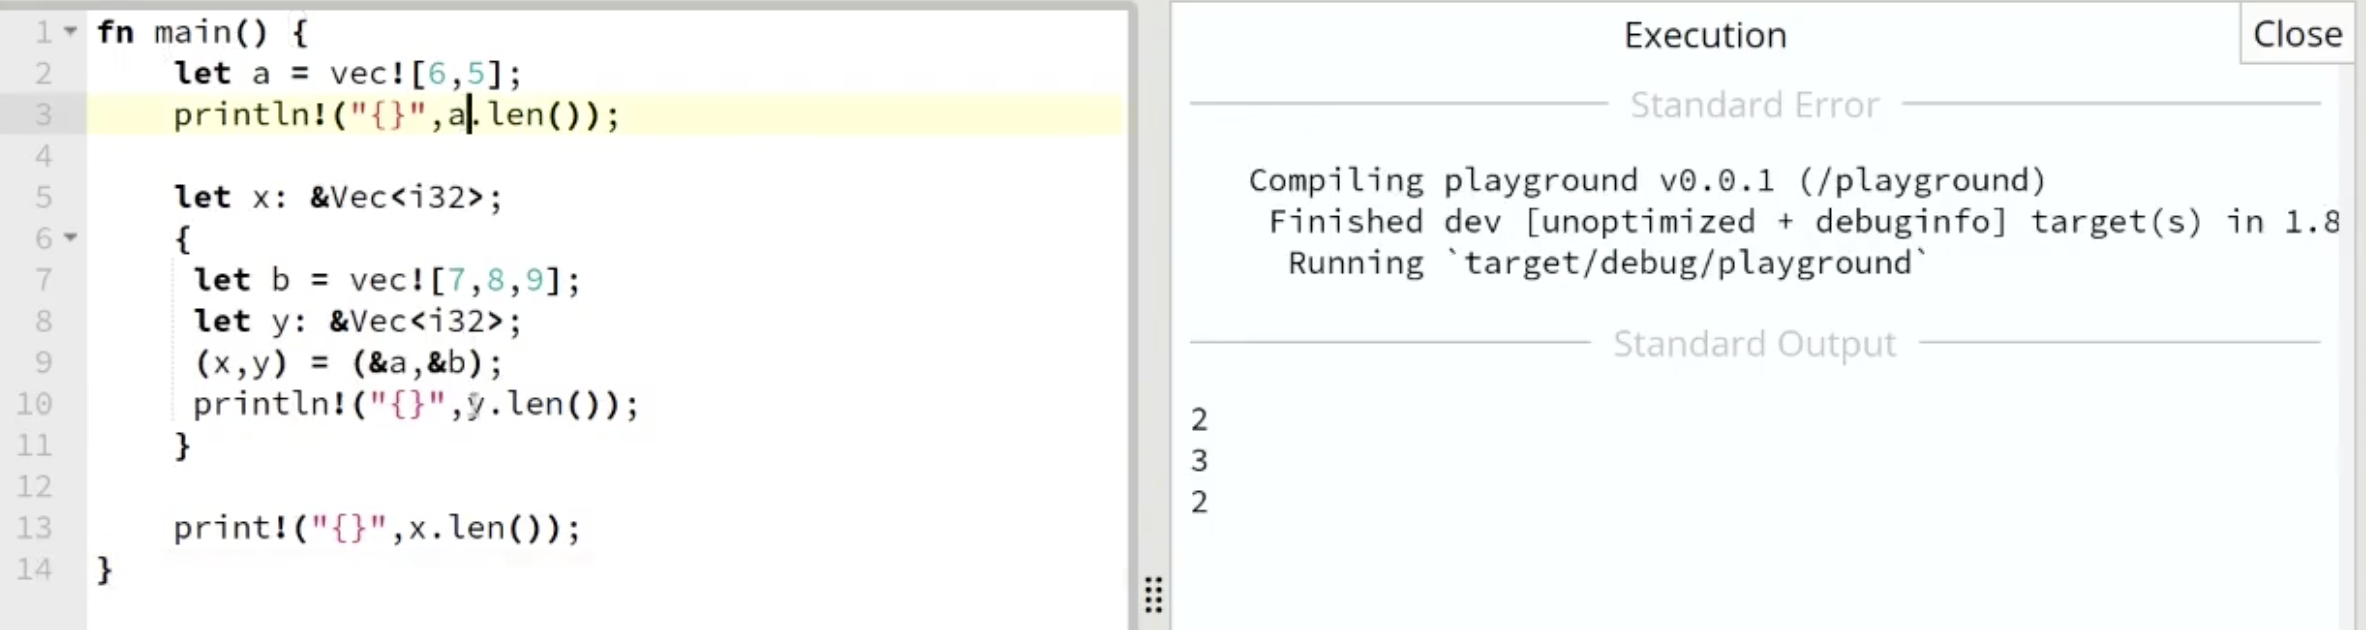 1 fn main() {
2 let a = vec![6,5];
3 println!("{}",a.len());
4
5 let x: &Vec<i32>;
6 {
7 let b = vec![7,8,9];
8 let y: &Vec<i32>;
9 (x,y) = (&a,&b);
10 println!("{}",y.len());
11 }
12
13 print!("{}",x.len());
14 }
Execution
Close
Standard Error
Compiling playground v0.0.1 (/playground)
Finished dev [unoptimized + debuginfo] target(s) in 1.8
Running `target/debug/playground`
Standard Output
2
3
2